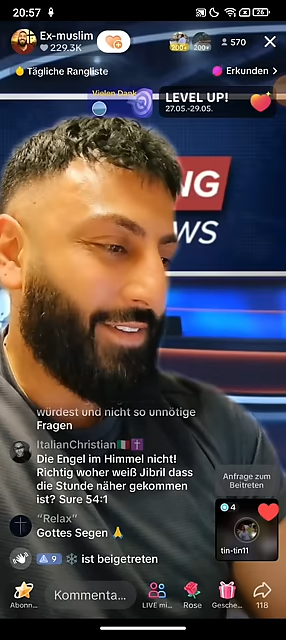 20:57
26
Ex-muslim
229.3K
200+
200+
570
Tägliche Rangliste
Erkunden >
Vielen Dank
LEVEL UP!
27.05.-29.05.
NG
WS
würdest und nicht so unnötige
Fragen
ItalianChristian🇮🇹✝️
Die Engel im Himmel nicht!
Richtig woher weiß Jibril dass
die Stunde näher gekommen
ist? Sure 54:1
Anfrage zum
Beitreten
"Relax"
Gottes Segen 🙏
4
tin-tin11
9
ist beigetreten
Kommenta...
Abonn...
LIVE mi...
Rose
Gesche...
118